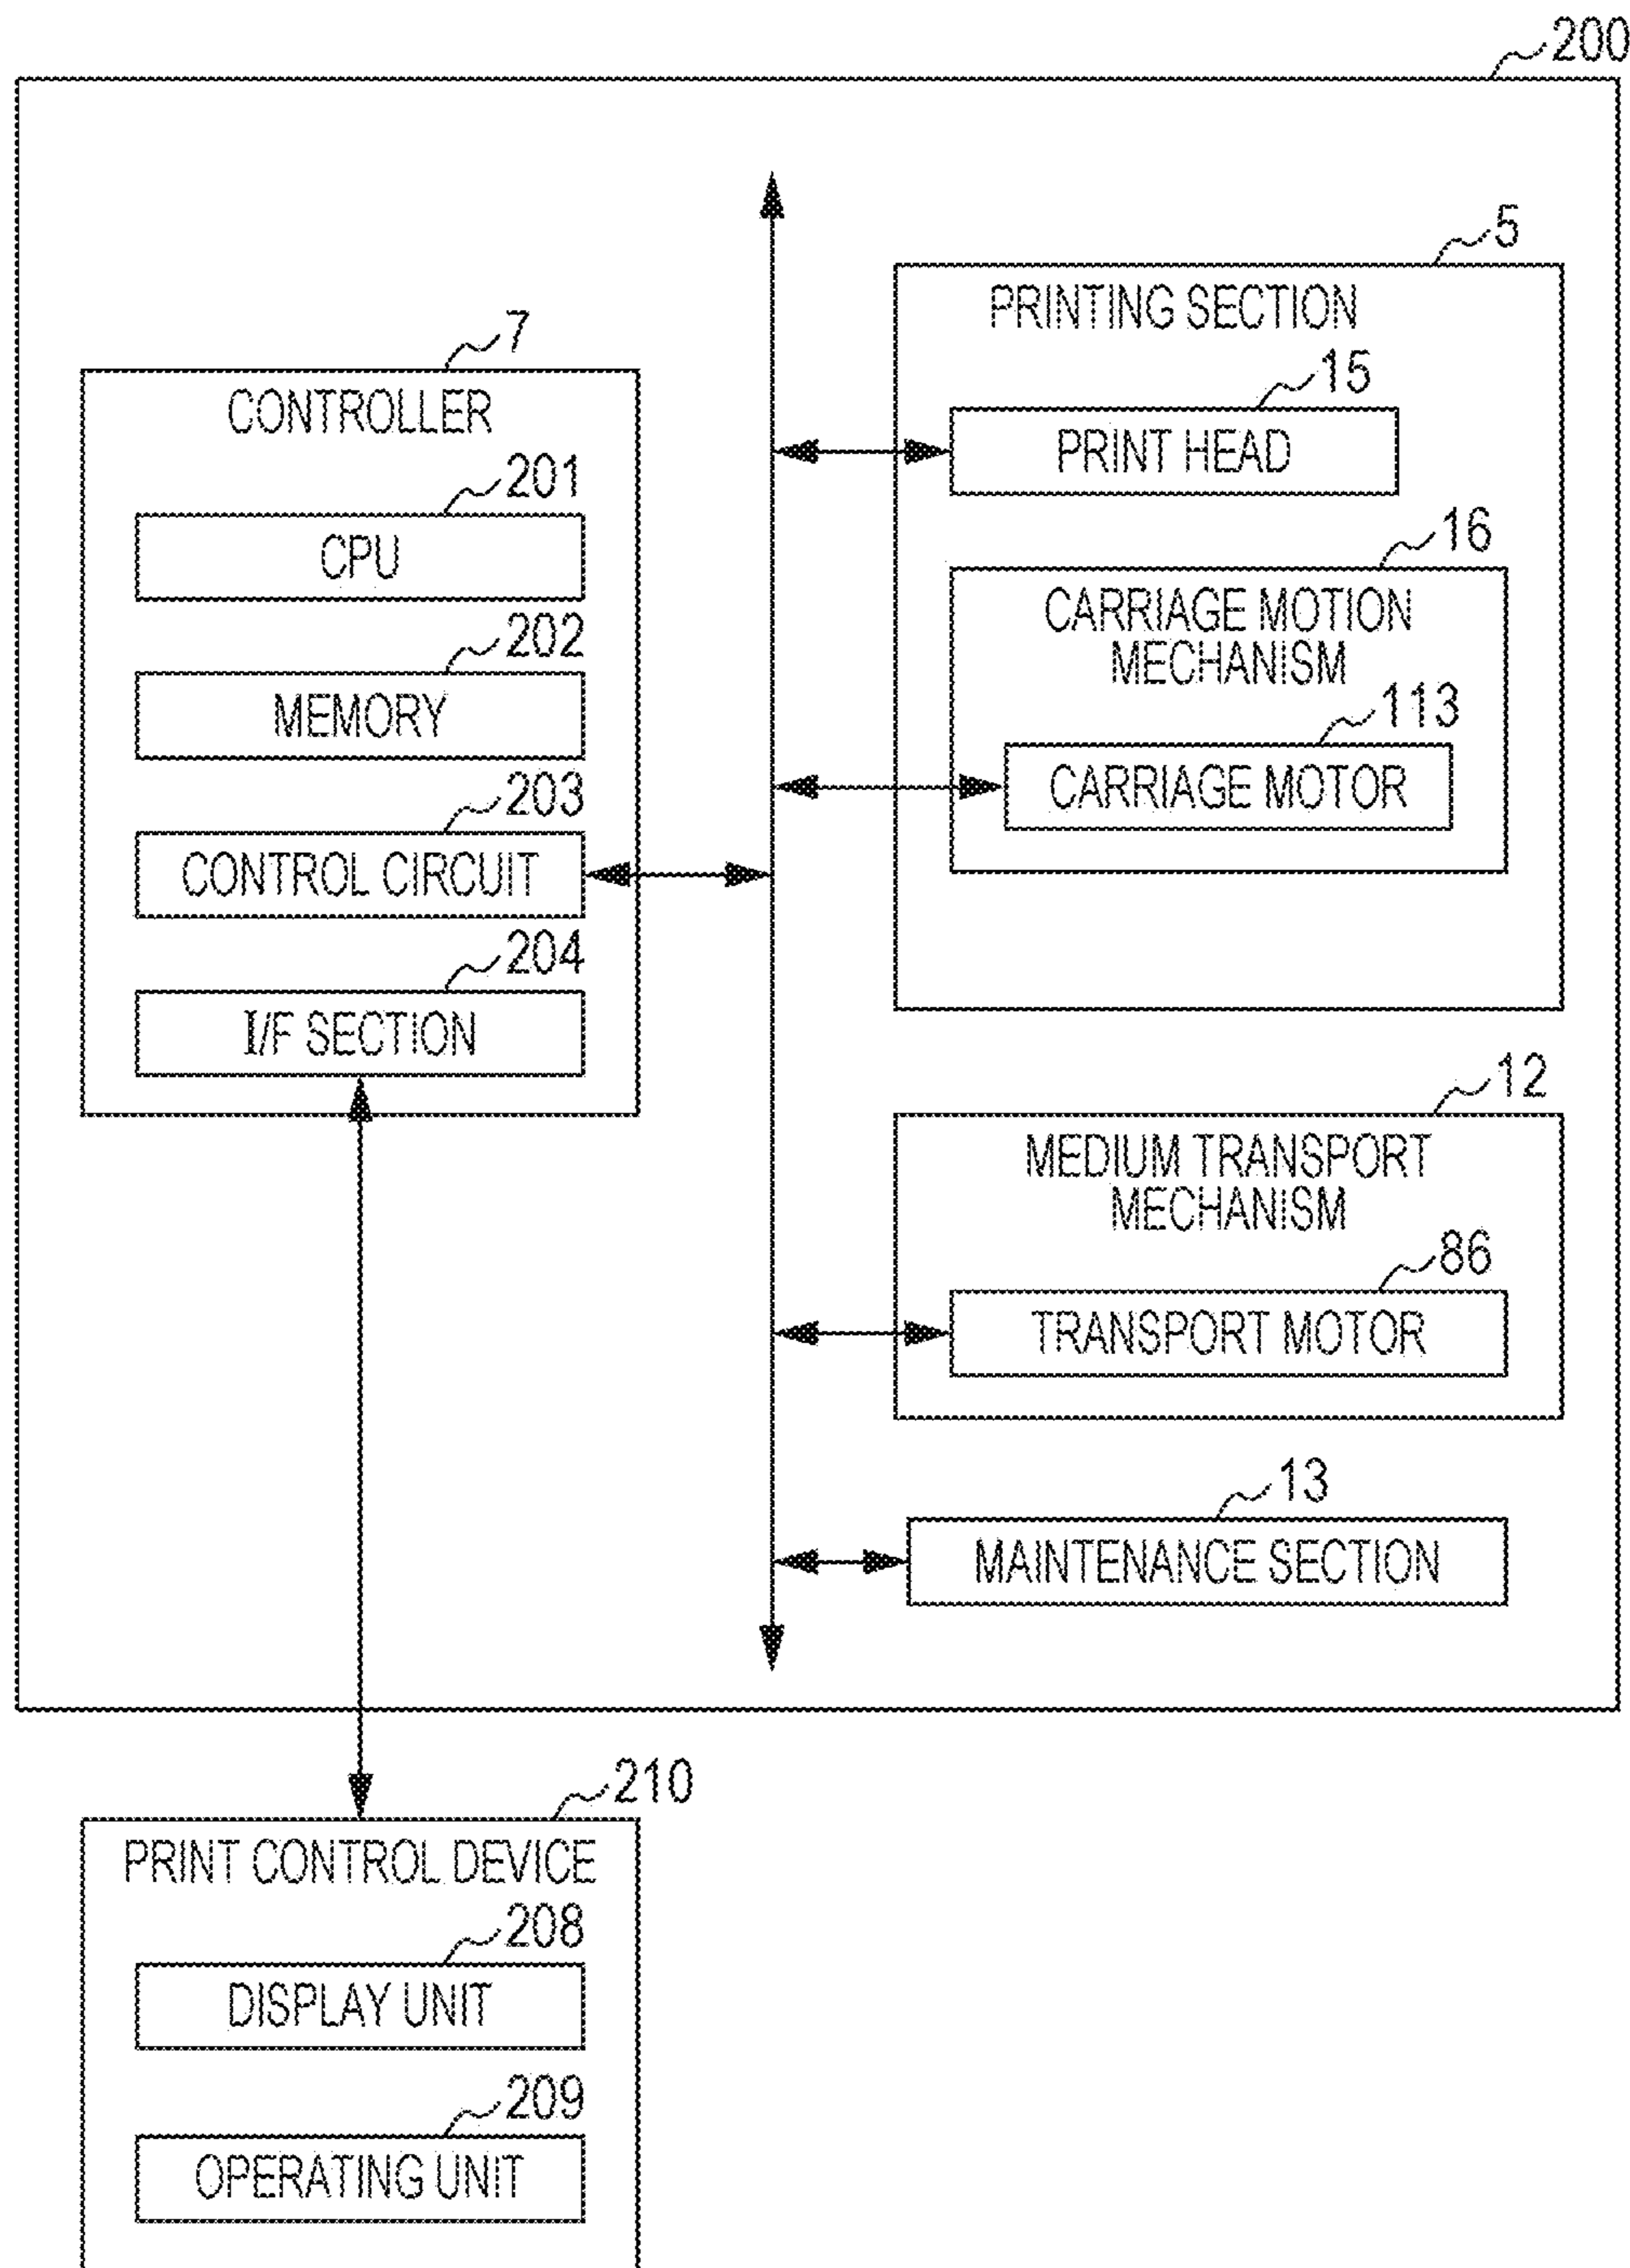 200
7
CONTROLLER
201
CPU
202
MEMORY
203
CONTROL CIRCUIT
204
I/F SECTION
5
PRINTING SECTION
15
PRINT HEAD
16
CARRIAGE MOTION
MECHANISM
113
CARRIAGE MOTOR
12
MEDIUM TRANSPORT
MECHANISM
86
TRANSPORT MOTOR
13
MAINTENANCE SECTION
210
PRINT CONTROL DEVICE
208
DISPLAY UNIT
209
OPERATING UNIT